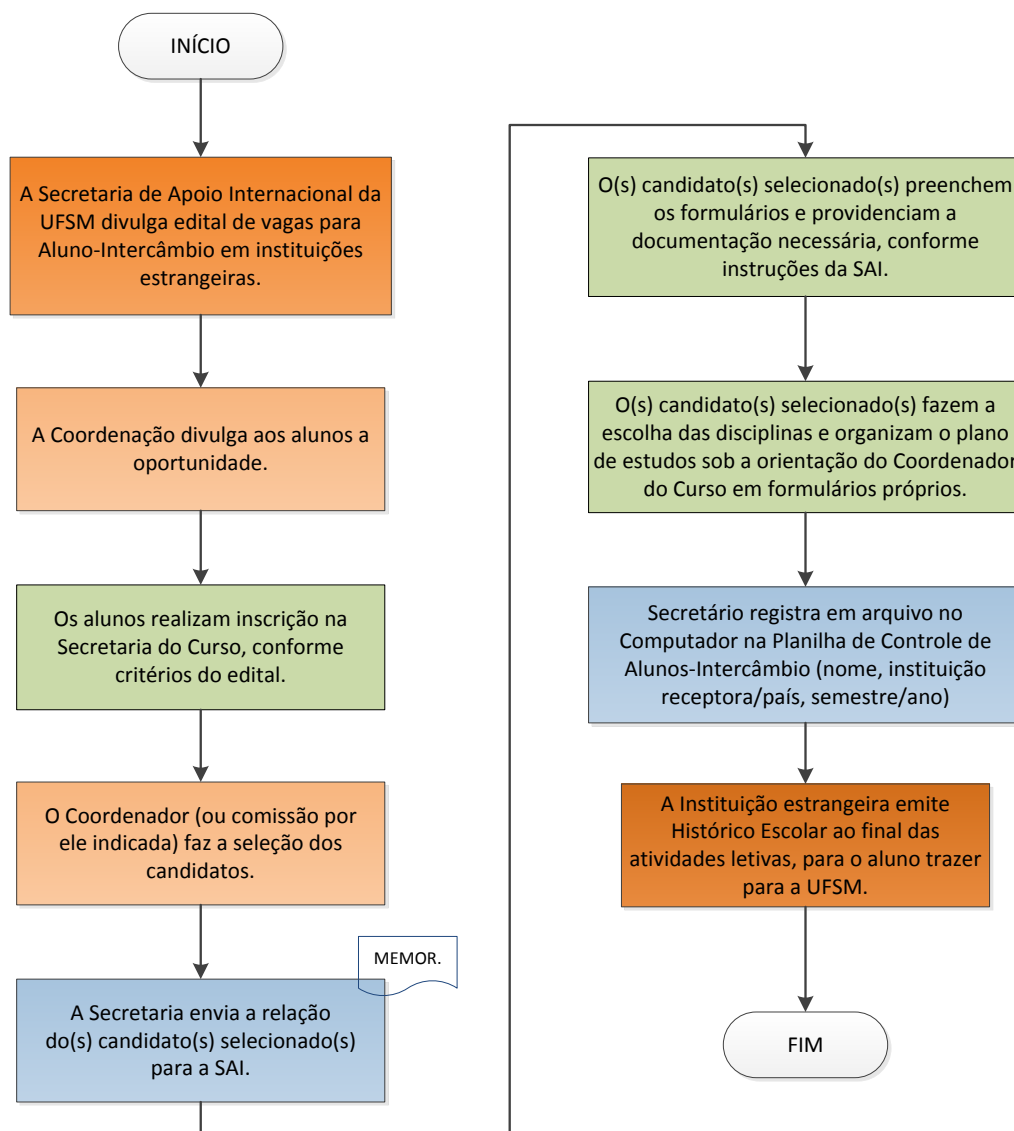 INÍCIO
A Secretaria de Apoio Internacional da
UFSM divulga edital de vagas para
Aluno-Intercâmbio em instituições
estrangeiras.
A Coordenação divulga aos alunos a
oportunidade.
Os alunos realizam inscrição na
Secretaria do Curso, conforme
critérios do edital.
O Coordenador (ou comissão por
ele indicada) faz a seleção dos
candidatos.
MEMOR.
A Secretaria envia a relação
do(s) candidato(s) selecionado(s)
para a SAI.
O(s) candidato(s) selecionado(s) preenchem
os formulários e providenciam a
documentação necessária, conforme
instruções da SAI.
O(s) candidato(s) selecionado(s) fazem a
escolha das disciplinas e organizam o plano
de estudos sob a orientação do Coordenador
do Curso em formulários próprios.
Secretário registra em arquivo no
Computador na Planilha de Controle de
Alunos-Intercâmbio (nome, instituição
receptora/país, semestre/ano)
A Instituição estrangeira emite
Histórico Escolar ao final das
atividades letivas, para o aluno trazer
para a UFSM.
FIM